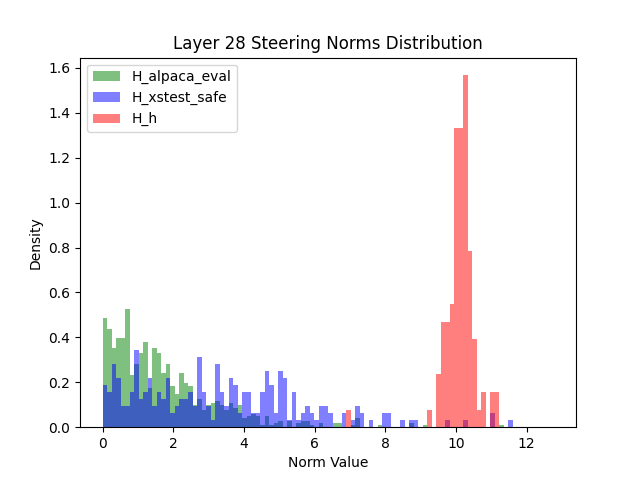 Layer 28 Steering Norms Distribution
H_alpaca_eval
H_xstest_safe
H_h
1.6
1.4
1.2
1.0
0.8
0.6
0.4
0.2
0.0
Density
0 2 4 6 8 10 12
Norm Value